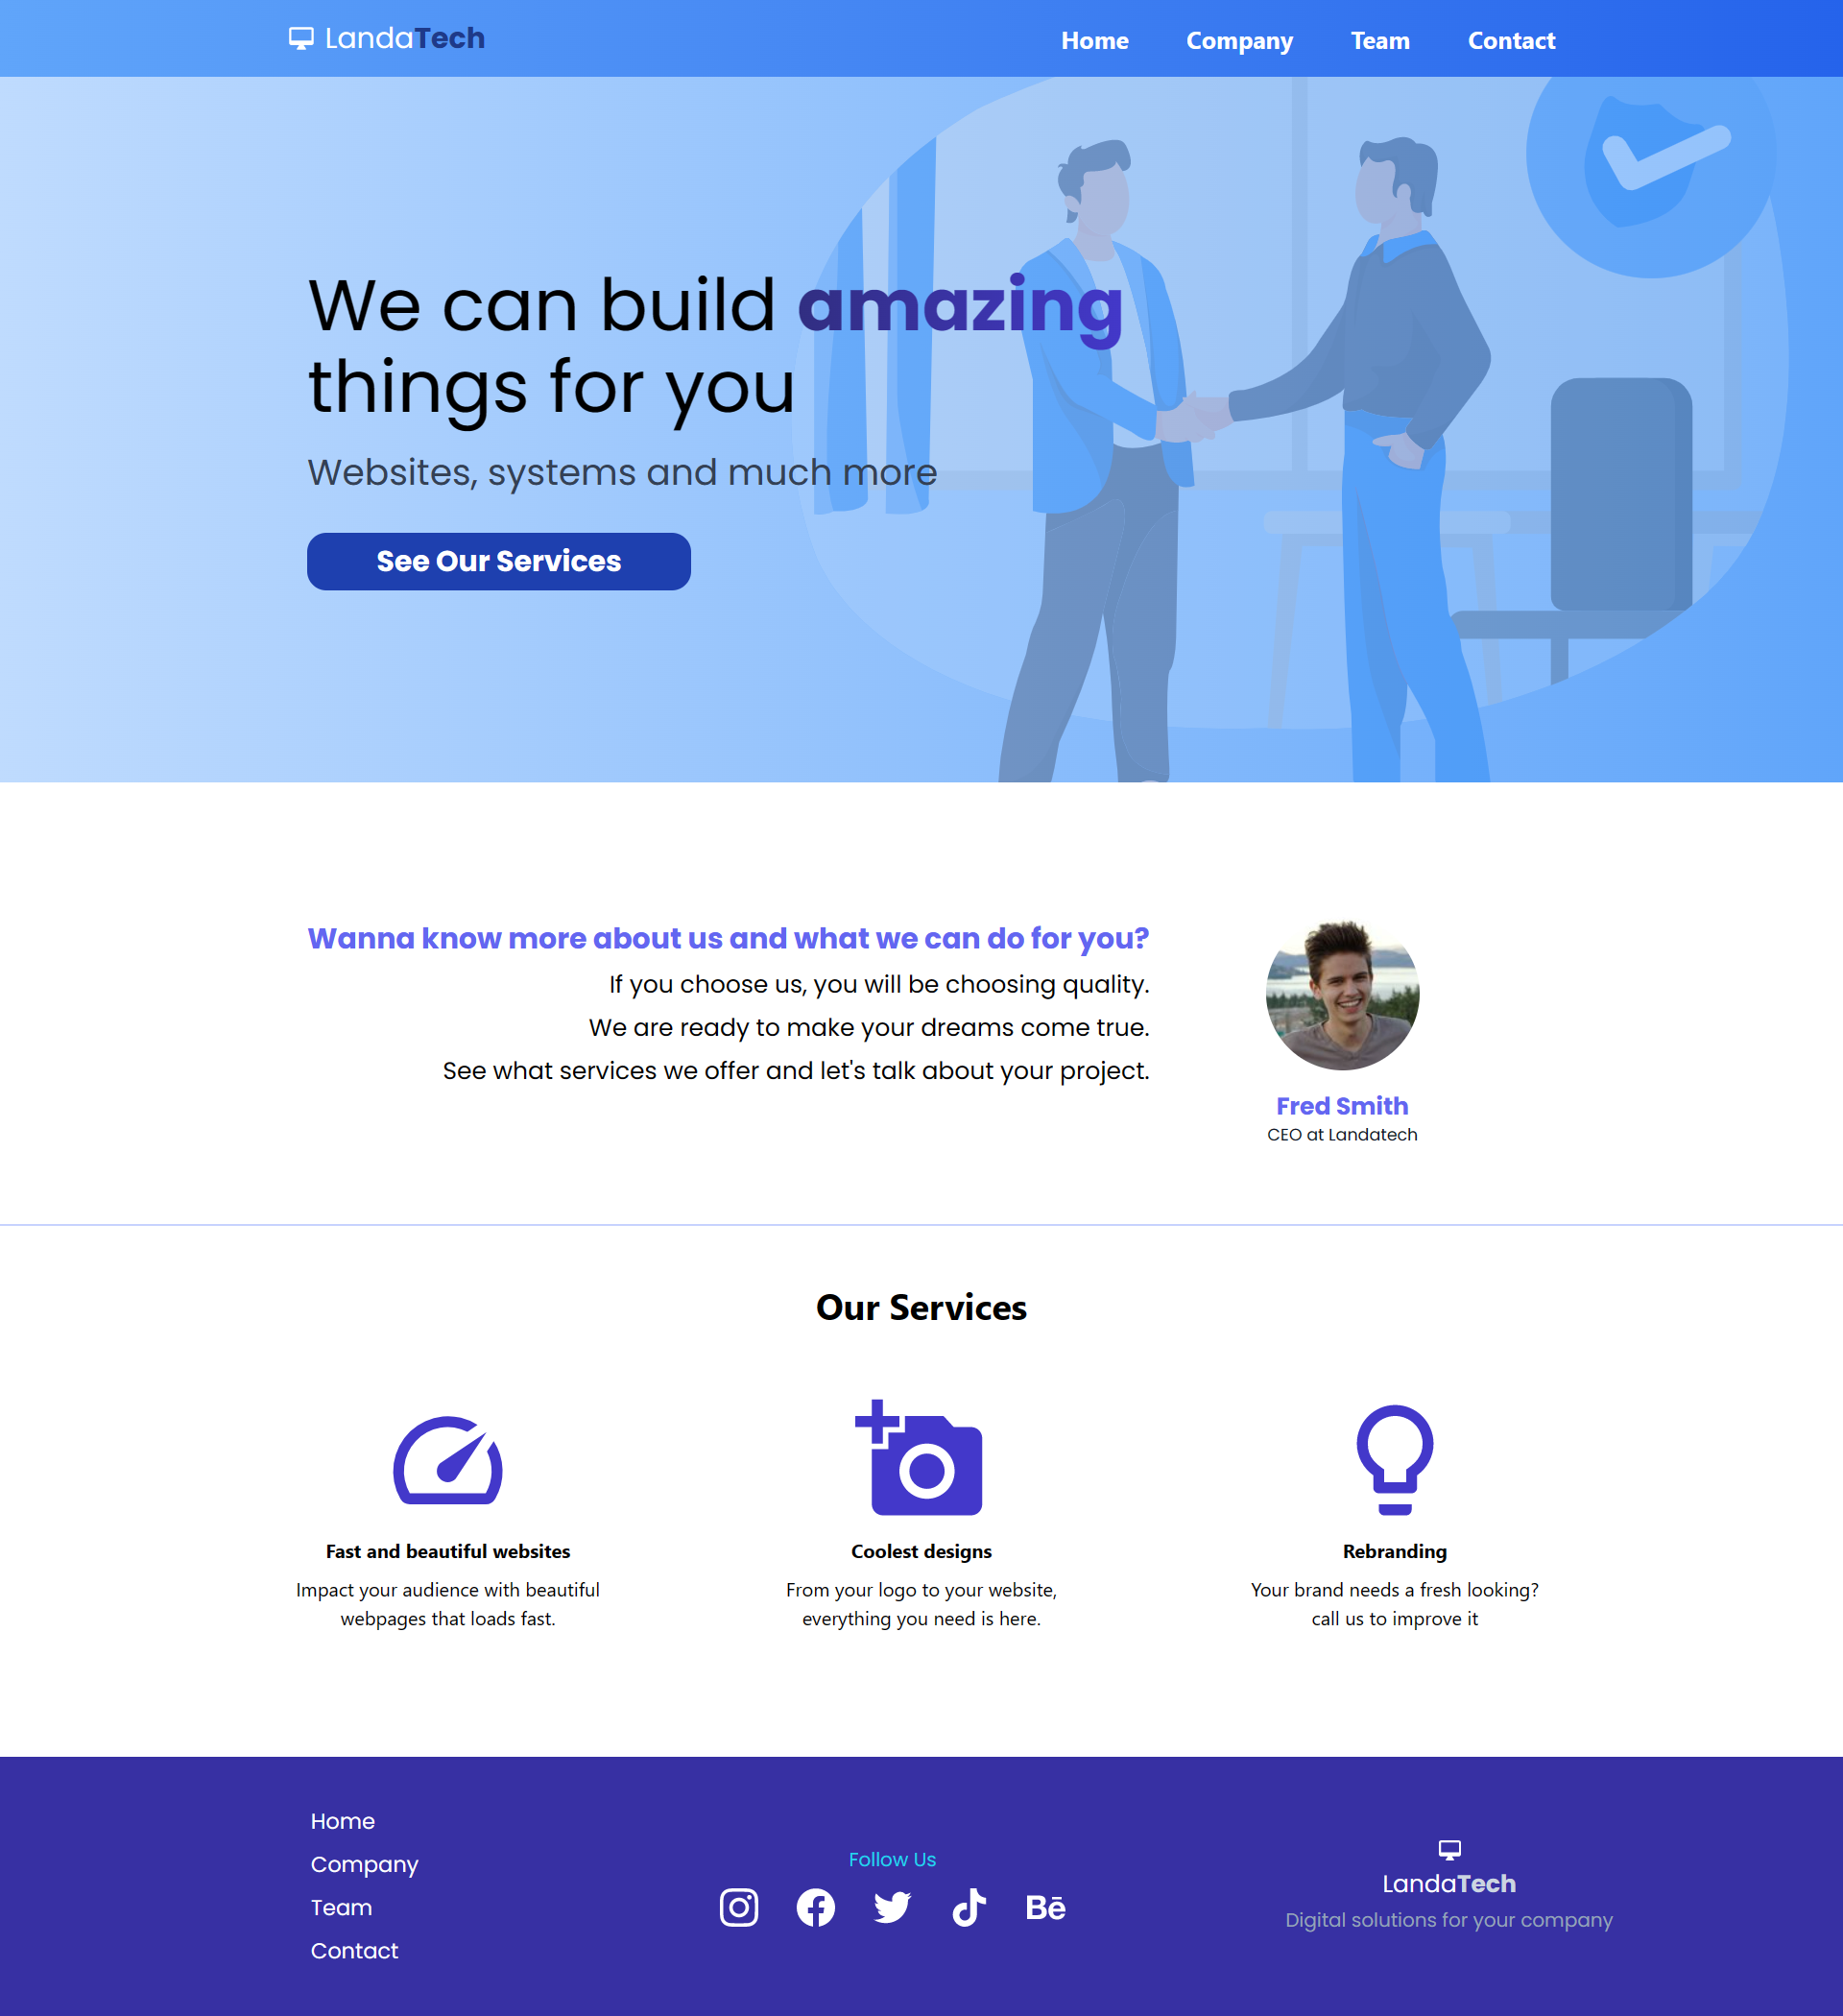 LandaTech
Home Company Team Contact
We can build amazing
things for you
Websites, systems and much more
See Our Services
Wanna know more about us and what we can do for you?
If you choose us, you will be choosing quality.
We are ready to make your dreams come true.
See what services we offer and let's talk about your project.
Fred Smith
CEO at Landatech
Our Services
Fast and beautiful websites
Impact your audience with beautiful
webpages that loads fast.
Coolest designs
From your logo to your website,
everything you need is here.
Rebranding
Your brand needs a fresh looking?
call us to improve it
Home
Company
Team
Contact
Follow Us
Bē
LandaTech
Digital solutions for your company